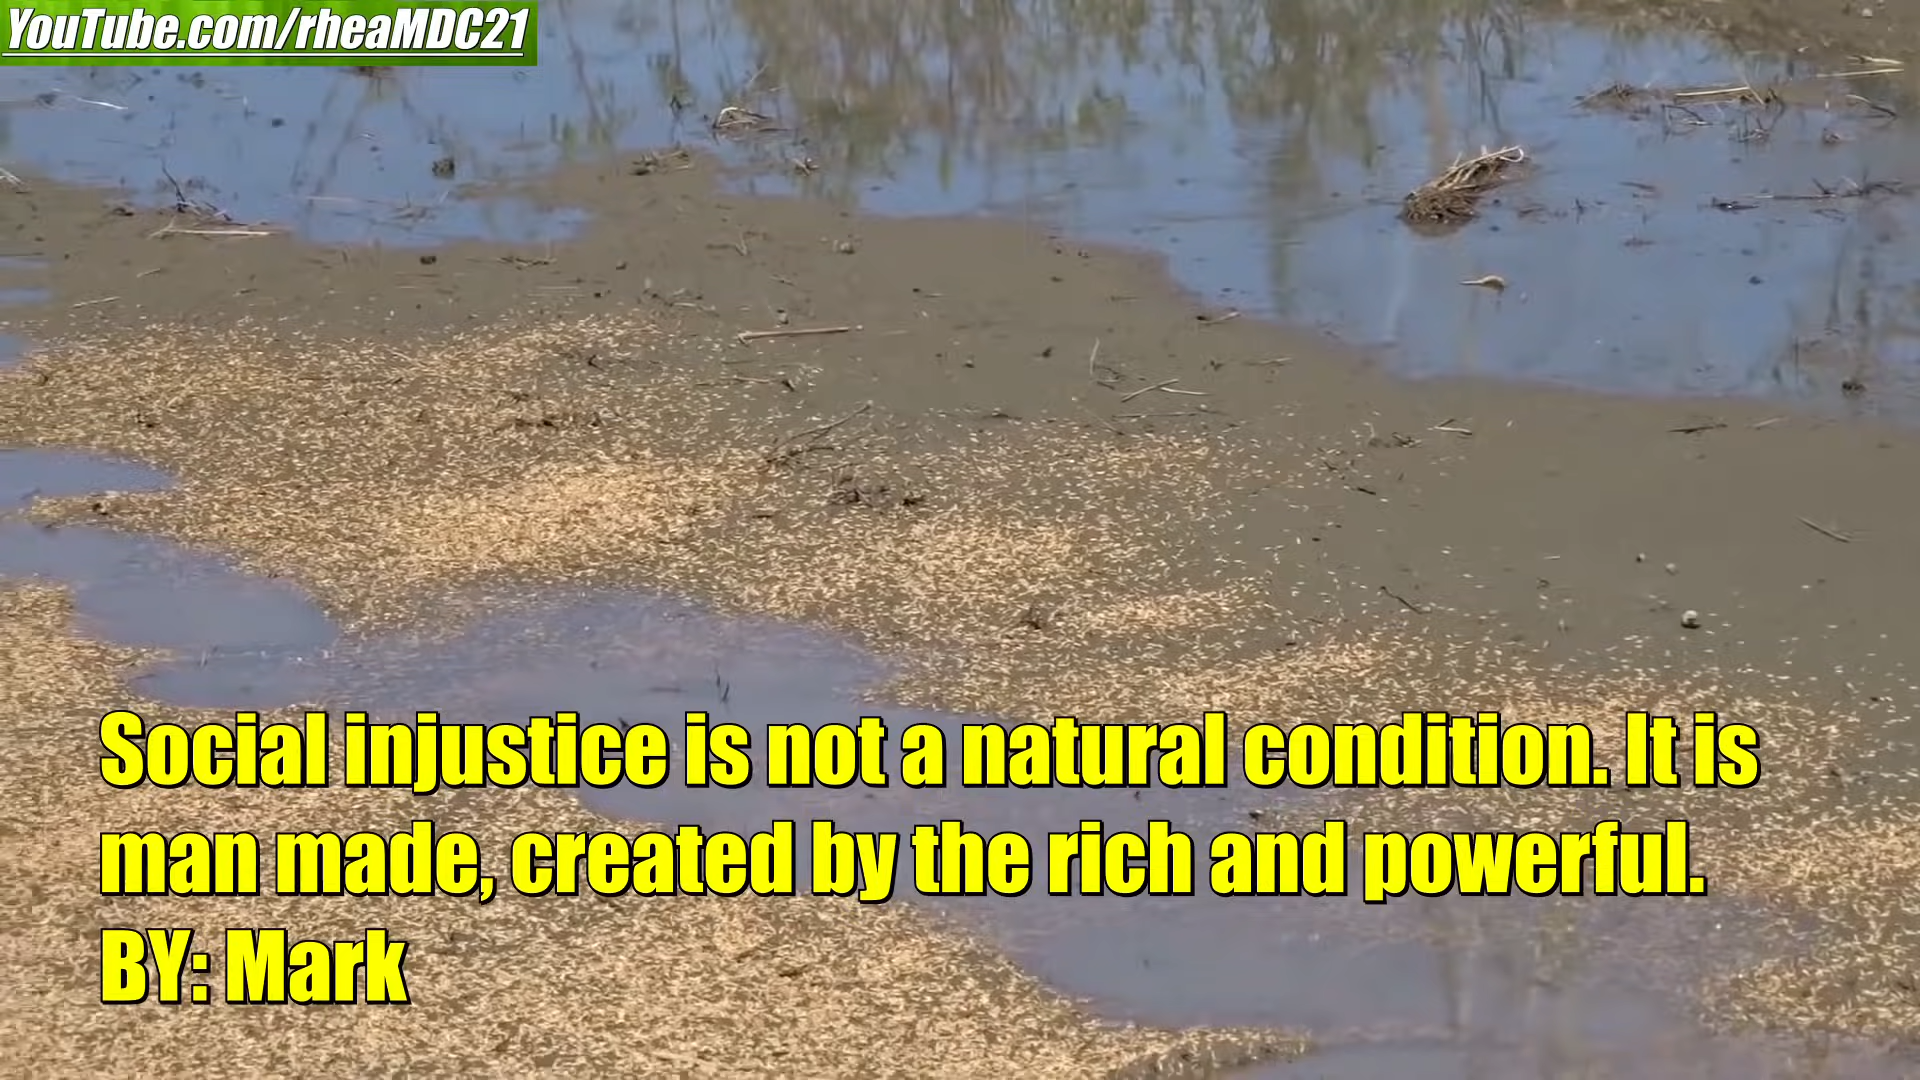 YouTube.com/rheaMDC21
Social injustice is not a natural condition. It is
man made, created by the rich and powerful.
BY: Mark